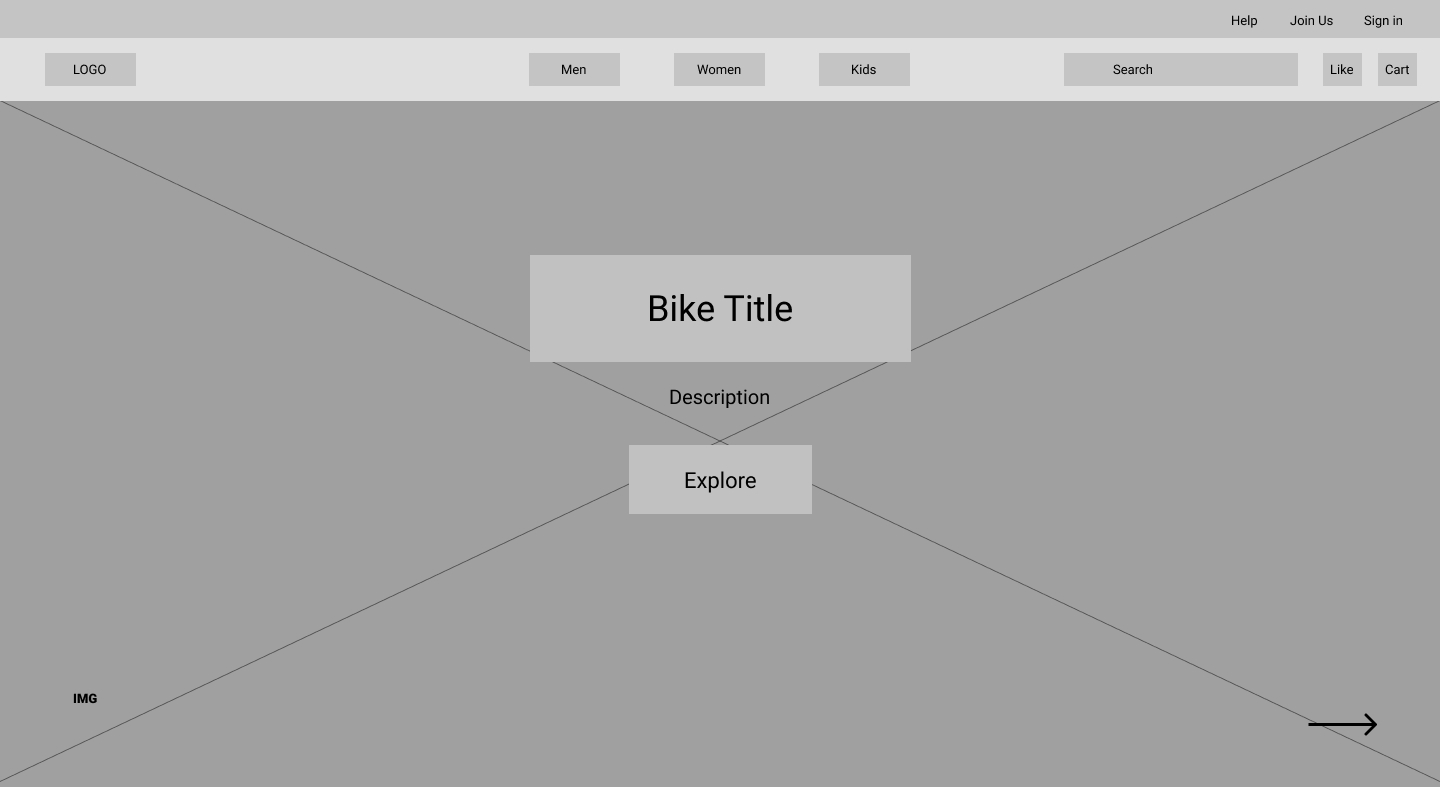 Help Join Us Sign in
LOGO Men Women Kids Search Like Cart
Bike Title
Description
Explore
IMG